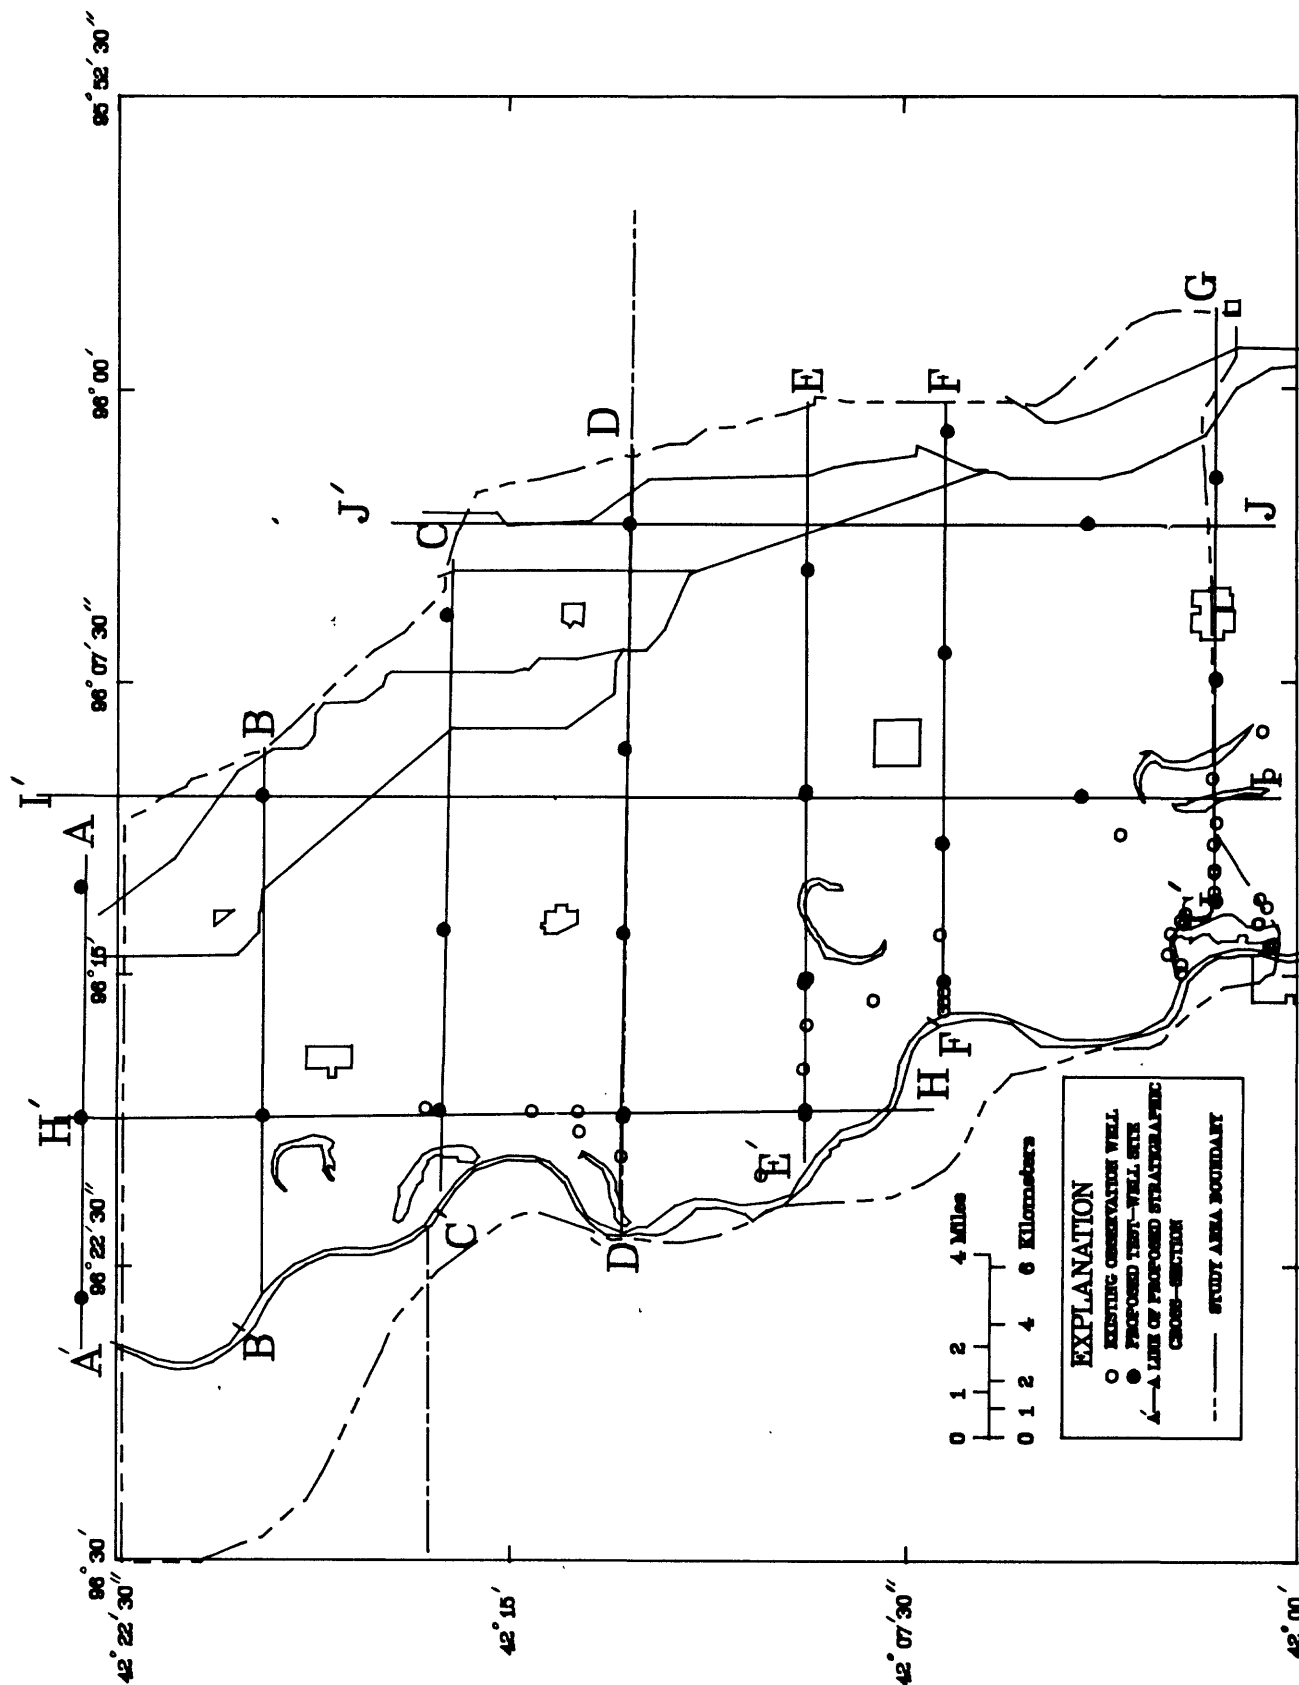 96° 30'
96° 22' 30"
96° 15'
96° 07' 30"
96° 00'
95° 52' 30"
42° 22' 30"
42° 15'
42° 07' 30"
42° 00'
A'
H'
A
I'
B
B
C
C
J'
D
D
E'
E
H
F
F
G
I
J
0 1 2 4 Miles
0 1 2 4 6 Kilometers
EXPLANATION
EXISTING OBSERVATION WELL
PROPOSED TEST-WELL SITE
A'—A LINE OF PROPOSED STRATIGRAPHIC
CROSS-SECTION
STUDY AREA BOUNDARY